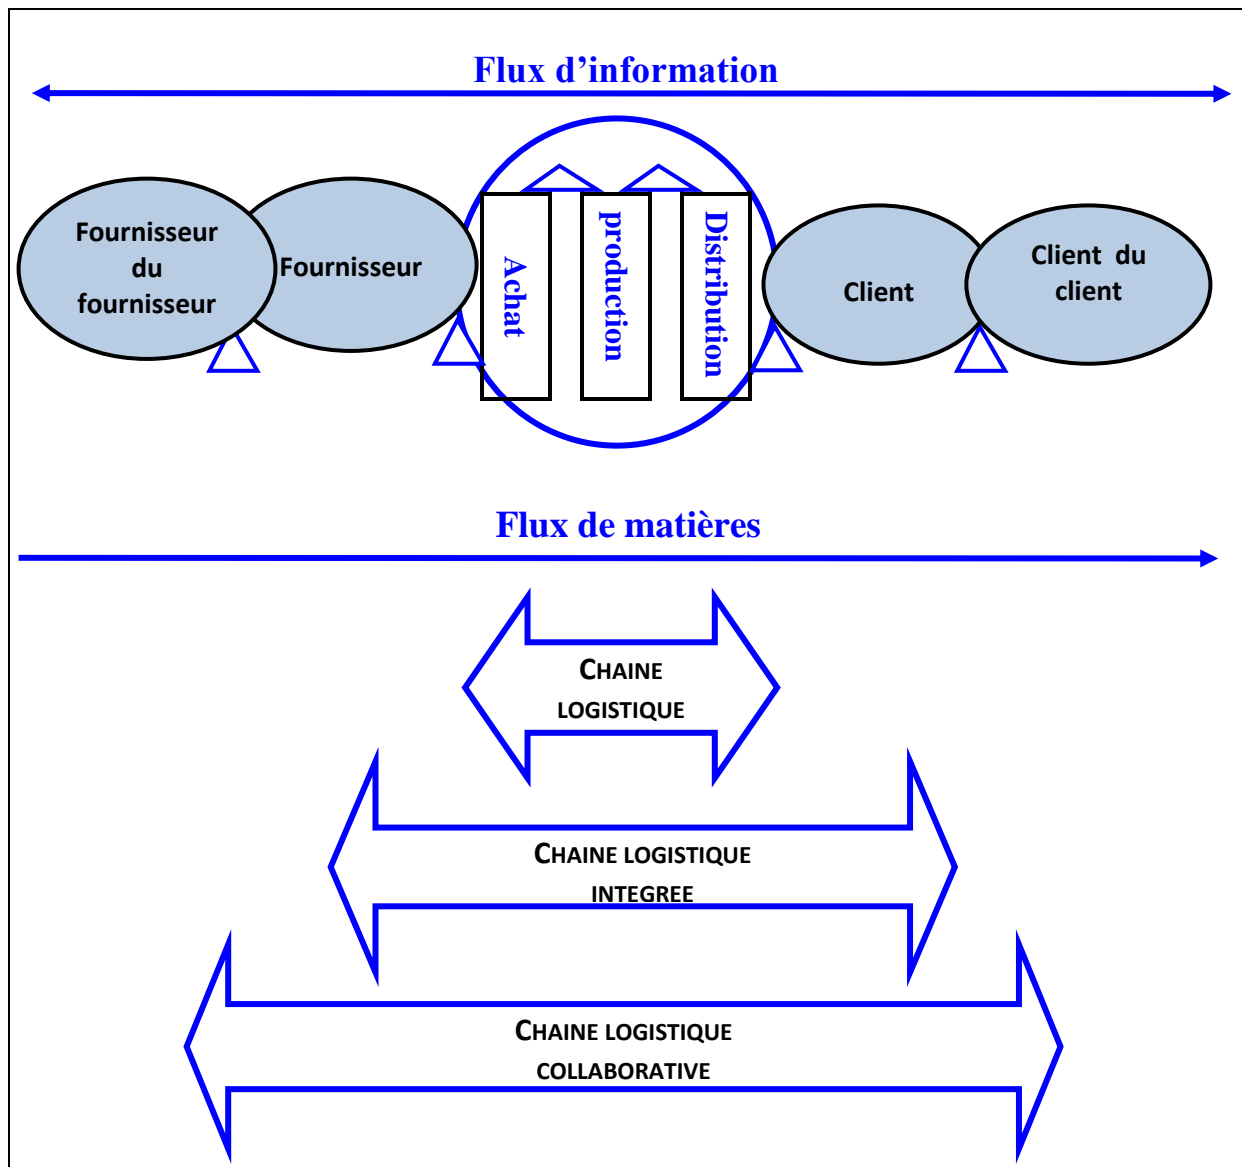 Flux d’information
Fournisseur
du
fournisseur
Fournisseur
Achat
production
Distribution
Client
Client du
client
Flux de matières
CHAINE
LOGISTIQUE
CHAINE LOGISTIQUE
INTEGREE
CHAINE LOGISTIQUE
COLLABORATIVE